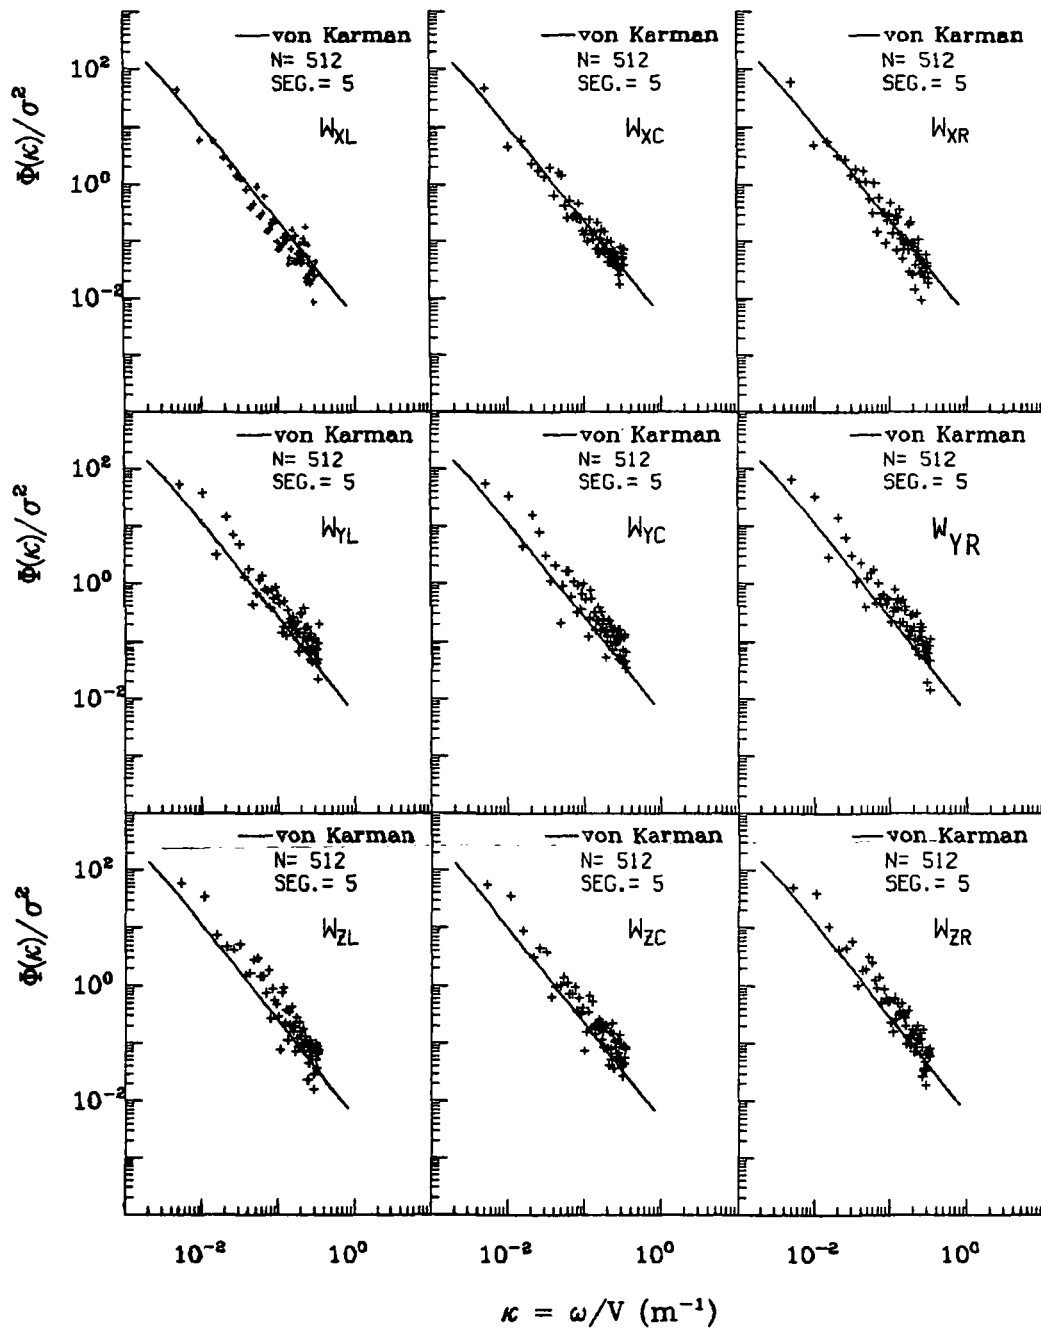 von Karman
N= 512
SEG.= 5
W_XL
von Karman
N= 512
SEG.= 5
W_XC
von Karman
N= 512
SEG.= 5
W_XR
Φ(κ)/σ²
10²
10⁰
10⁻²
von Karman
N= 512
SEG.= 5
W_YL
von Karman
N= 512
SEG.= 5
W_YC
von Karman
N= 512
SEG.= 5
W_YR
Φ(κ)/σ²
10²
10⁰
10⁻²
von Karman
N= 512
SEG.= 5
W_ZL
von Karman
N= 512
SEG.= 5
W_ZC
von Karman
N= 512
SEG.= 5
W_ZR
Φ(κ)/σ²
10²
10⁰
10⁻²
10⁻² 10⁰ 10⁻² 10⁰ 10⁻² 10⁰
κ = ω/V (m⁻¹)